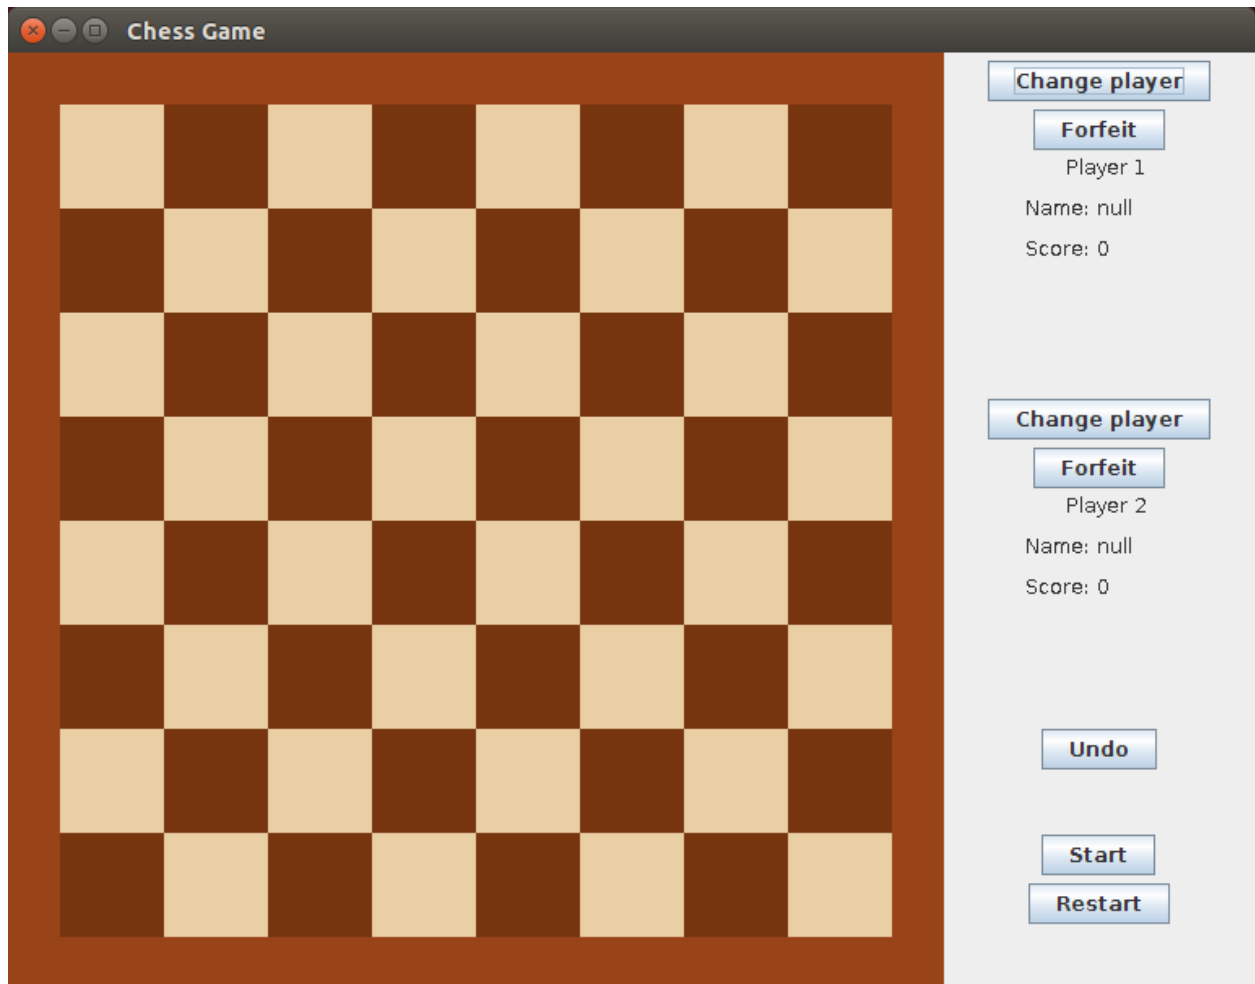 Chess Game
Change player
Forfeit
Player 1
Name: null
Score: 0
Change player
Forfeit
Player 2
Name: null
Score: 0
Undo
Start
Restart